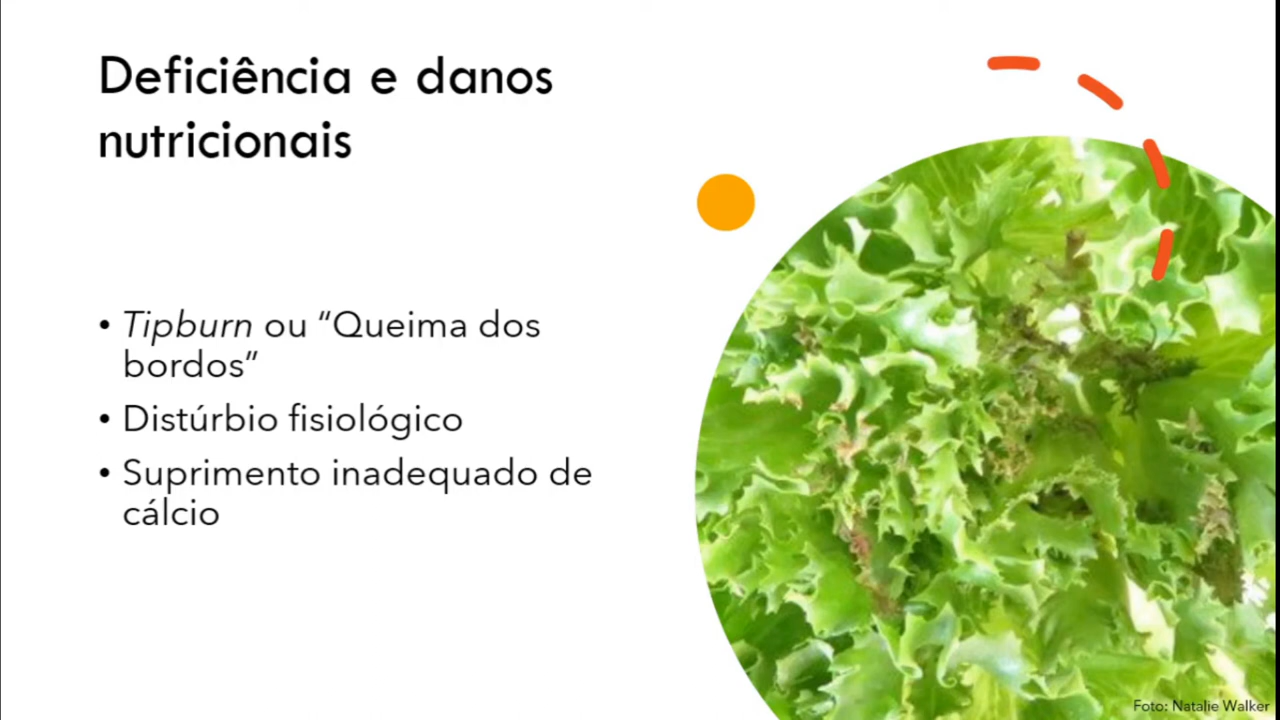 Deficiência e danos
nutricionais
• Tipburn ou “Queima dos
bordos”
• Distúrbio fisiológico
• Suprimento inadequado de
cálcio
Foto: Natalie Walker